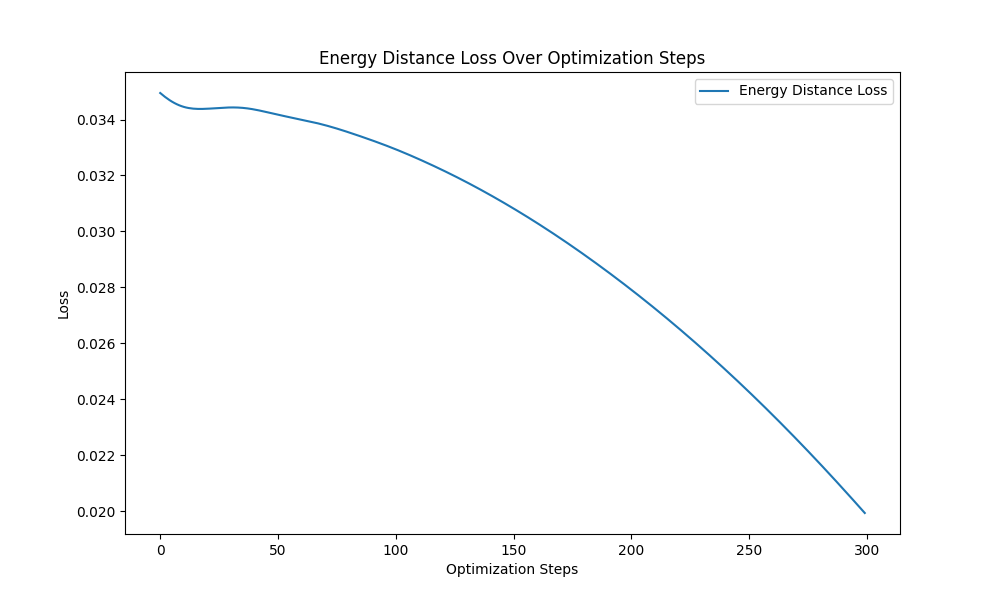 Energy Distance Loss Over Optimization Steps
Energy Distance Loss
0.034
0.032
0.030
0.028
0.026
0.024
0.022
0.020
Loss
0 50 100 150 200 250 300
Optimization Steps